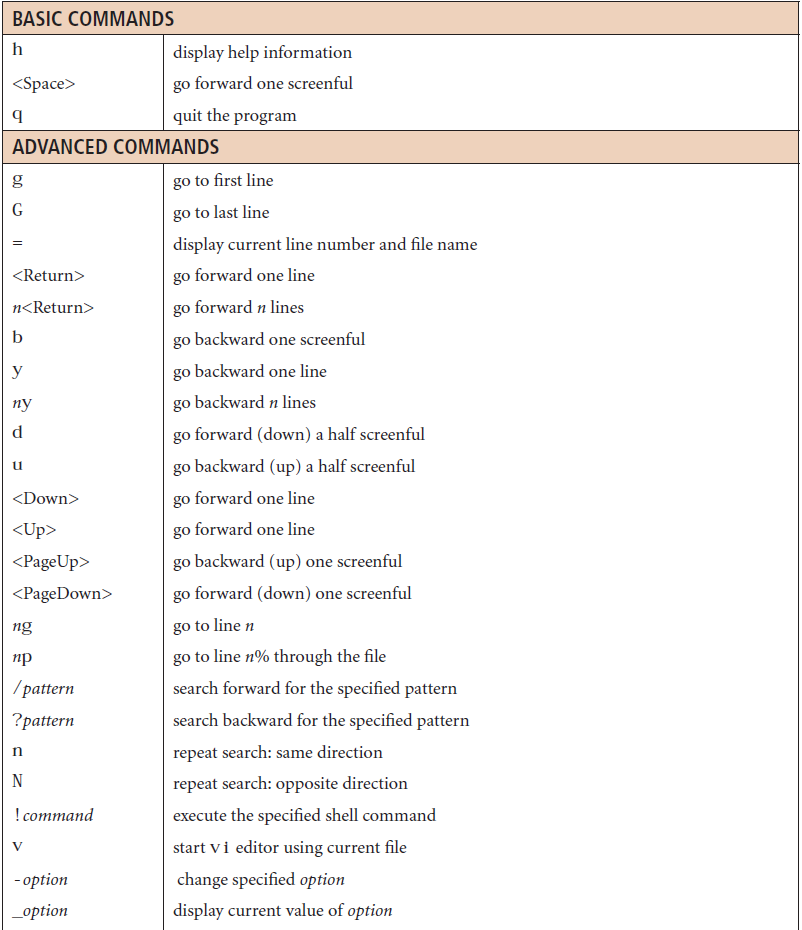 BASIC COMMANDS
h display help information
<Space> go forward one screenful
q quit the program
ADVANCED COMMANDS
g go to first line
G go to last line
= display current line number and file name
<Return> go forward one line
n<Return> go forward n lines
b go backward one screenful
y go backward one line
ny go backward n lines
d go forward (down) a half screenful
u go backward (up) a half screenful
<Down> go forward one line
<Up> go forward one line
<PageUp> go backward (up) one screenful
<PageDown> go forward (down) one screenful
ng go to line n
np go to line n% through the file
/pattern search forward for the specified pattern
?pattern search backward for the specified pattern
n repeat search: same direction
N repeat search: opposite direction
!command execute the specified shell command
v start vi editor using current file
-option change specified option
_option display current value of option